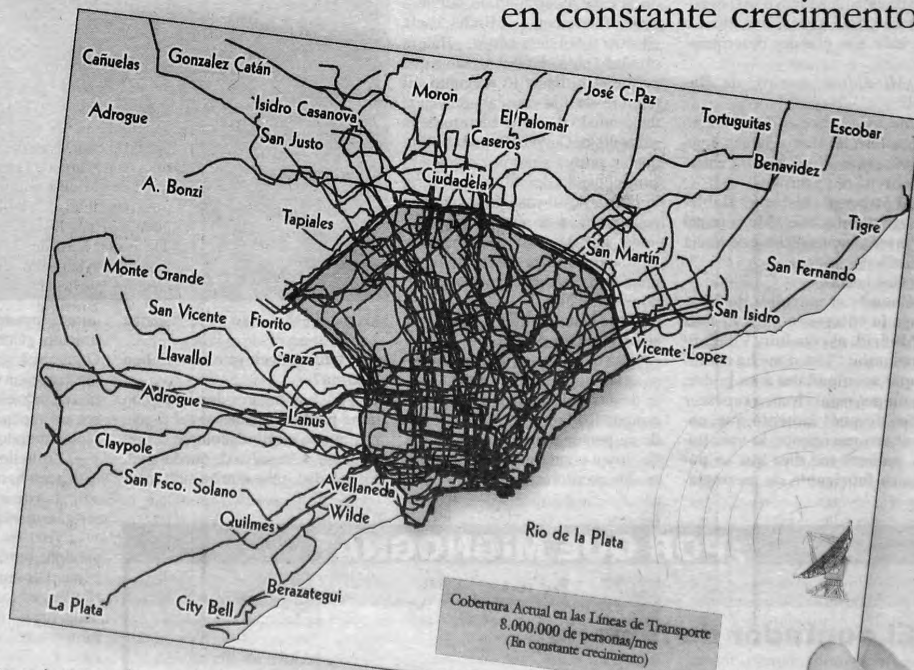 en constante crecimento
Cañuelas
Gonzalez Catán
Moron
José C.Paz
Adrogue
Isidro Casanova
El Palomar
Tortuguitas
Escobar
San Justo
Caseros
Benavidez
A. Bonzi
Ciudadela
Tapiales
San Martín
Tigre
Monte Grande
San Fernando
San Vicente
Fiorito
San Isidro
Llavallol
Caraza
Vicente Lopez
Adrogue
Lanus
Claypole
San Fsco. Solano
Avellaneda
Quilmes
Wilde
Rio de la Plata
La Plata
City Bell
Berazategui
Cobertura Actual en las Líneas de Transporte
8.000.000 de personas/mes
(En constante crecimiento)